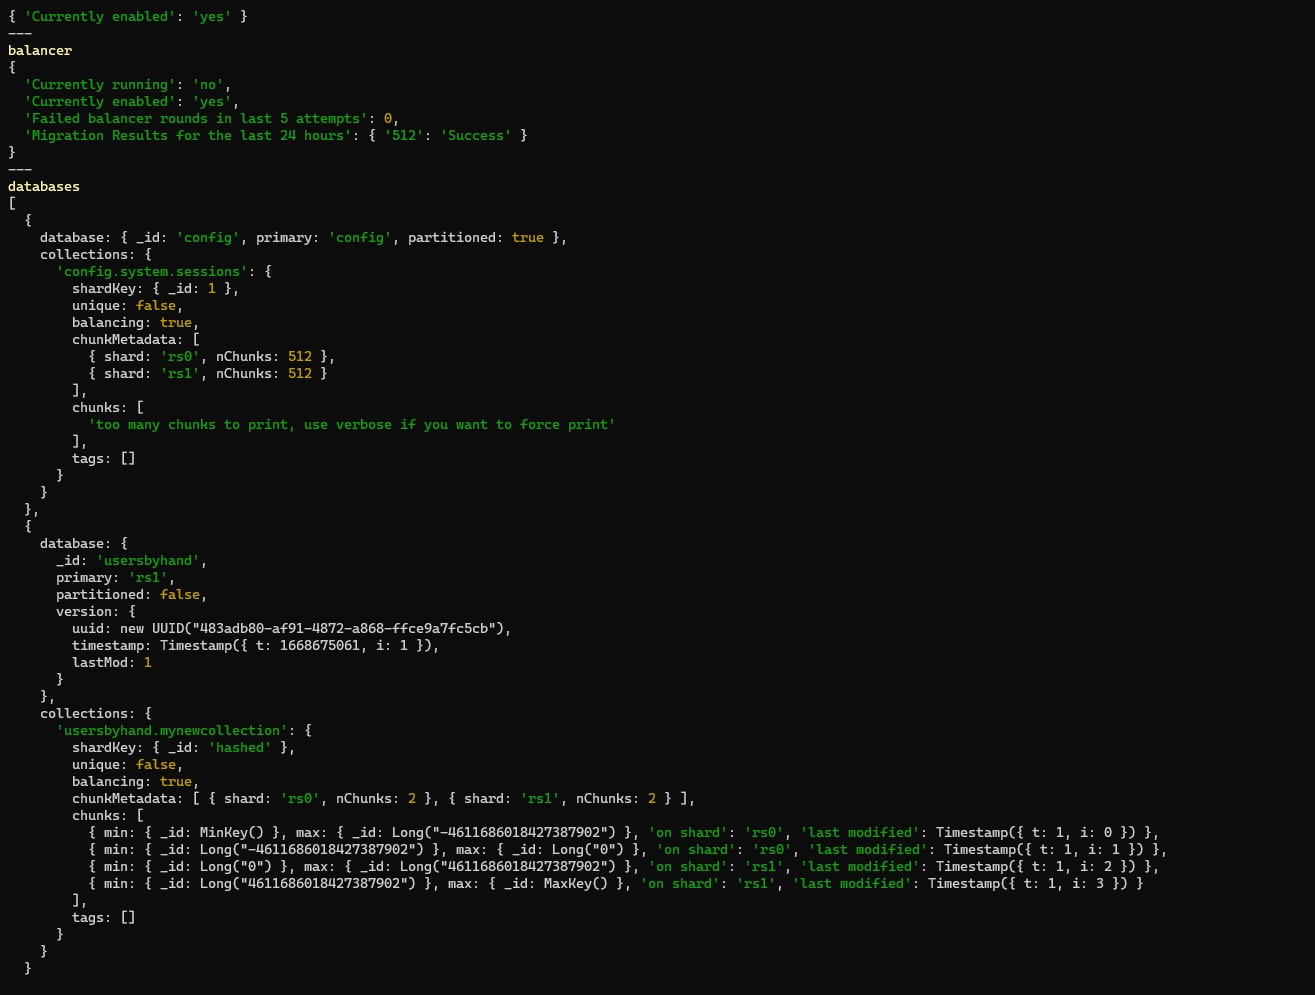 { 'Currently enabled': 'yes' }
---
balancer
{
  'Currently running': 'no',
  'Currently enabled': 'yes',
  'Failed balancer rounds in last 5 attempts': 0,
  'Migration Results for the last 24 hours': { '512': 'Success' }
}
---
databases
[
  {
    database: { _id: 'config', primary: 'config', partitioned: true },
    collections: {
      'config.system.sessions': {
        shardKey: { _id: 1 },
        unique: false,
        balancing: true,
        chunkMetadata: [
          { shard: 'rs0', nChunks: 512 },
          { shard: 'rs1', nChunks: 512 }
        ],
        chunks: [
          'too many chunks to print, use verbose if you want to force print'
        ],
        tags: []
      }
    }
  },
  {
    database: {
      _id: 'usersbyhand',
      primary: 'rs1',
      partitioned: false,
      version: {
        uuid: new UUID("483adb80-af91-4872-a868-ffce9a7fc5cb"),
        timestamp: Timestamp({ t: 1668675061, i: 1 }),
        lastMod: 1
      }
    },
    collections: {
      'usersbyhand.mynewcollection': {
        shardKey: { _id: 'hashed' },
        unique: false,
        balancing: true,
        chunkMetadata: [ { shard: 'rs0', nChunks: 2 }, { shard: 'rs1', nChunks: 2 } ],
        chunks: [
          { min: { _id: MinKey() }, max: { _id: Long("-4611686018427387902") }, 'on shard': 'rs0', 'last modified': Timestamp({ t: 1, i: 0 }) },
          { min: { _id: Long("-4611686018427387902") }, max: { _id: Long("0") }, 'on shard': 'rs0', 'last modified': Timestamp({ t: 1, i: 1 }) },
          { min: { _id: Long("0") }, max: { _id: Long("4611686018427387902") }, 'on shard': 'rs1', 'last modified': Timestamp({ t: 1, i: 2 }) },
          { min: { _id: Long("4611686018427387902") }, max: { _id: MaxKey() }, 'on shard': 'rs1', 'last modified': Timestamp({ t: 1, i: 3 }) }
        ],
        tags: []
      }
    }
  }